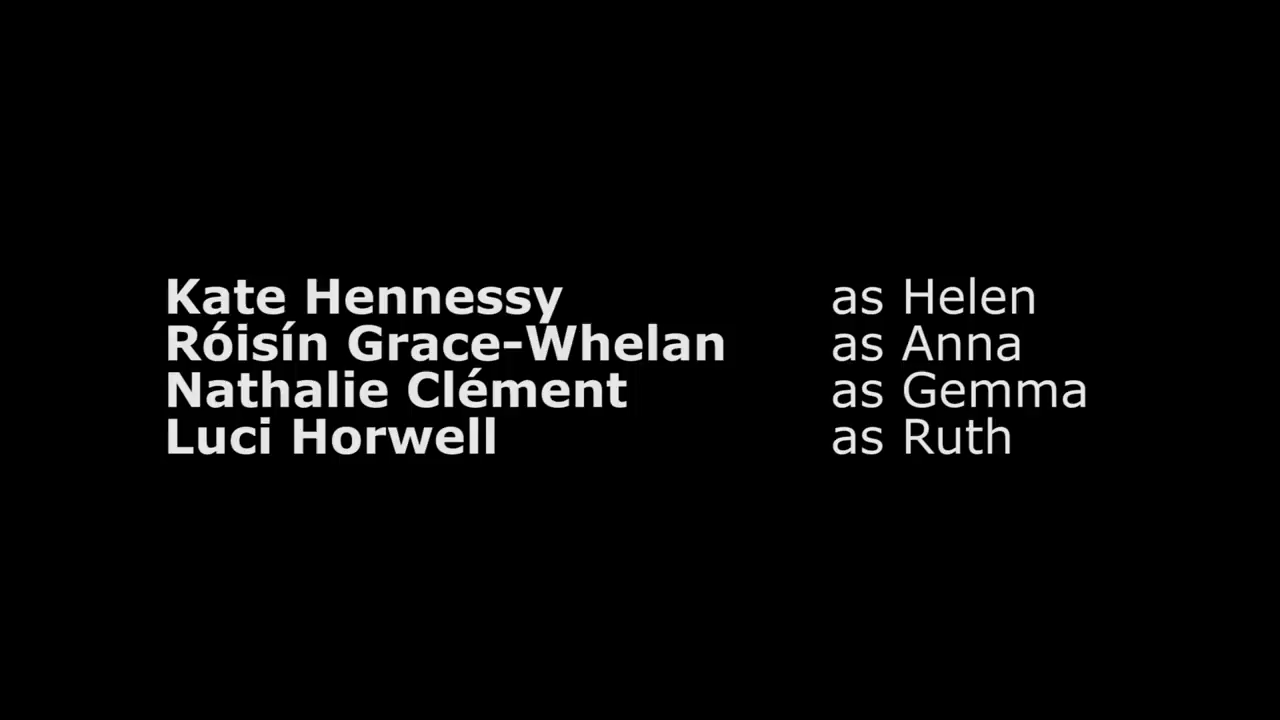 Kate Hennessy as Helen
Róisín Grace-Whelan as Anna
Nathalie Clément as Gemma
Luci Horwell as Ruth